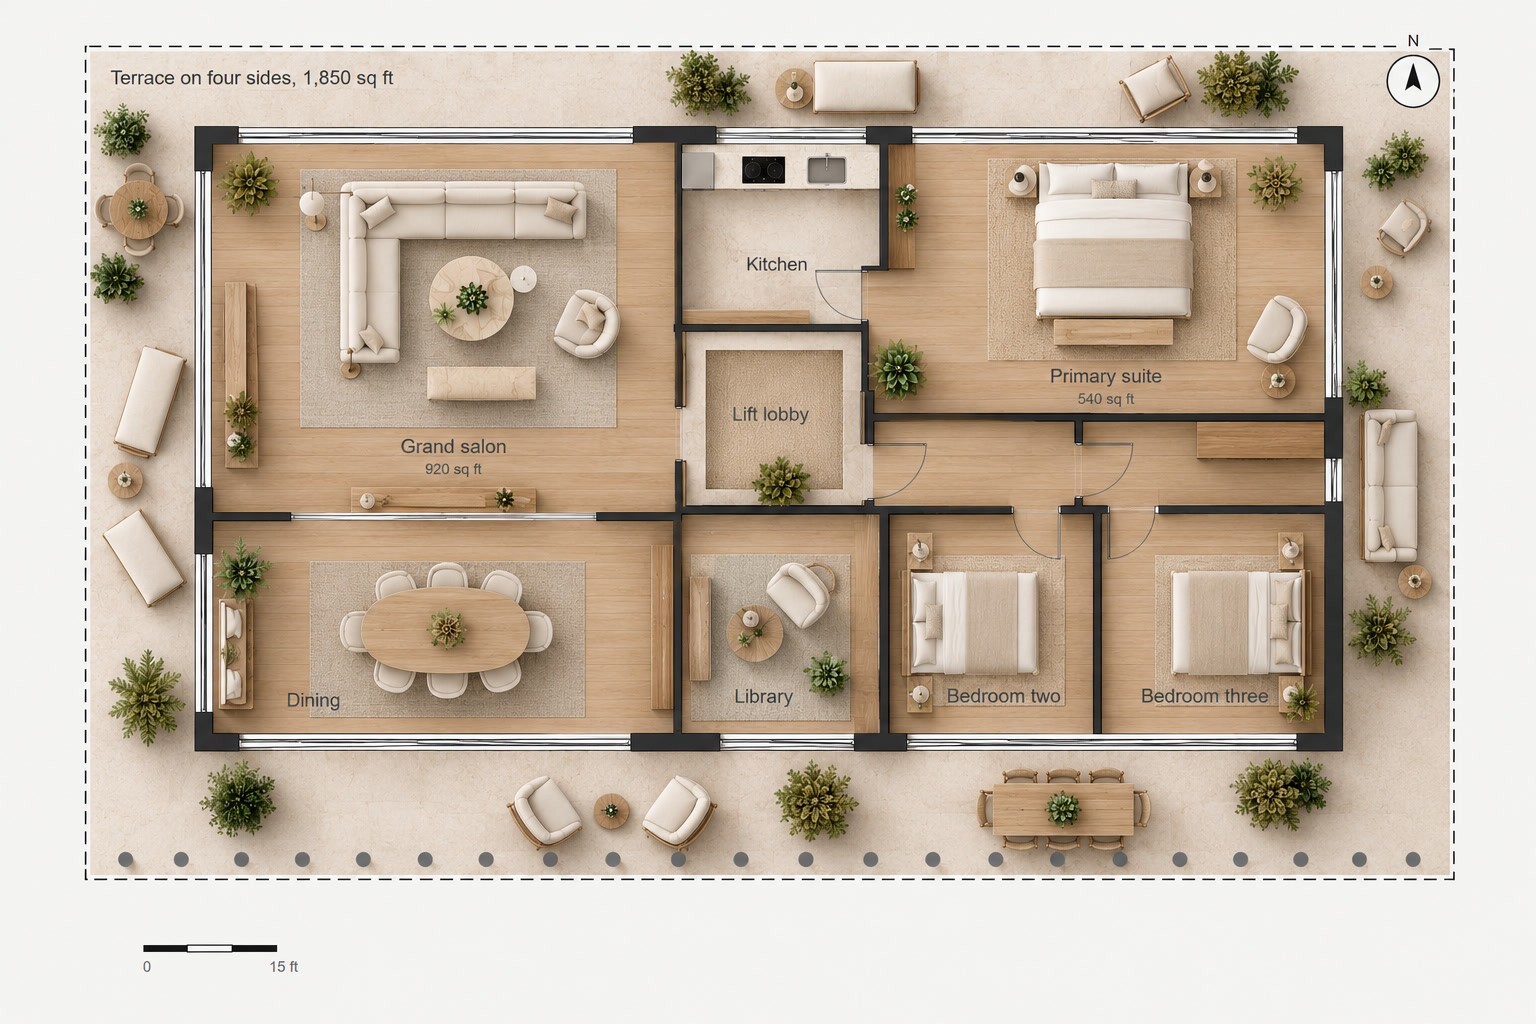 N
Terrace on four sides, 1,850 sq ft
Kitchen
Primary suite
540 sq ft
Lift lobby
Grand salon
920 sq ft
Dining
Library
Bedroom two
Bedroom three
0
15 ft